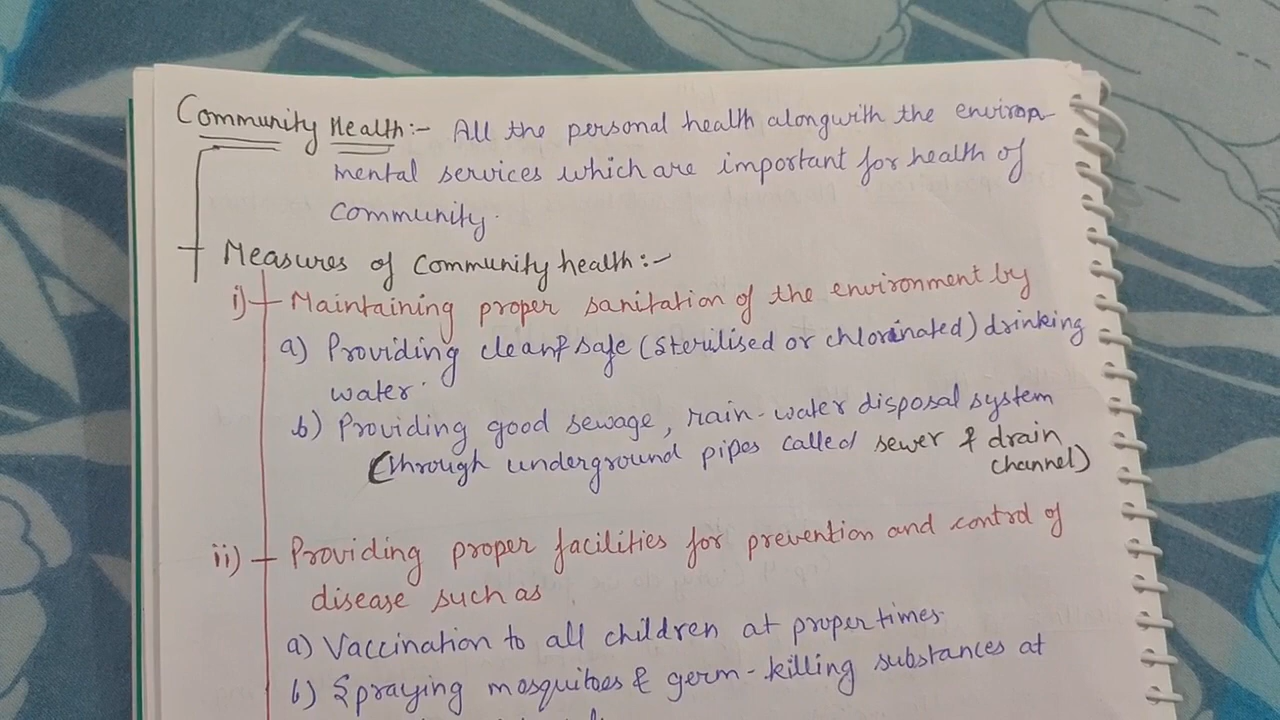 Community Health:- All the personal health alongwith the environ-
mental services which are important for health of
community.
Measures of community health:-
i) Maintaining proper sanitation of the environment by
a) Providing clean & safe (sterilised or chlorinated) drinking
water.
b) Providing good sewage, rain-water disposal system
(through underground pipes called sewer & drain
channel)
ii) Providing proper facilities for prevention and control of
disease such as
a) Vaccination to all children at proper times.
b) Spraying mosquitoes & germ-killing substances at